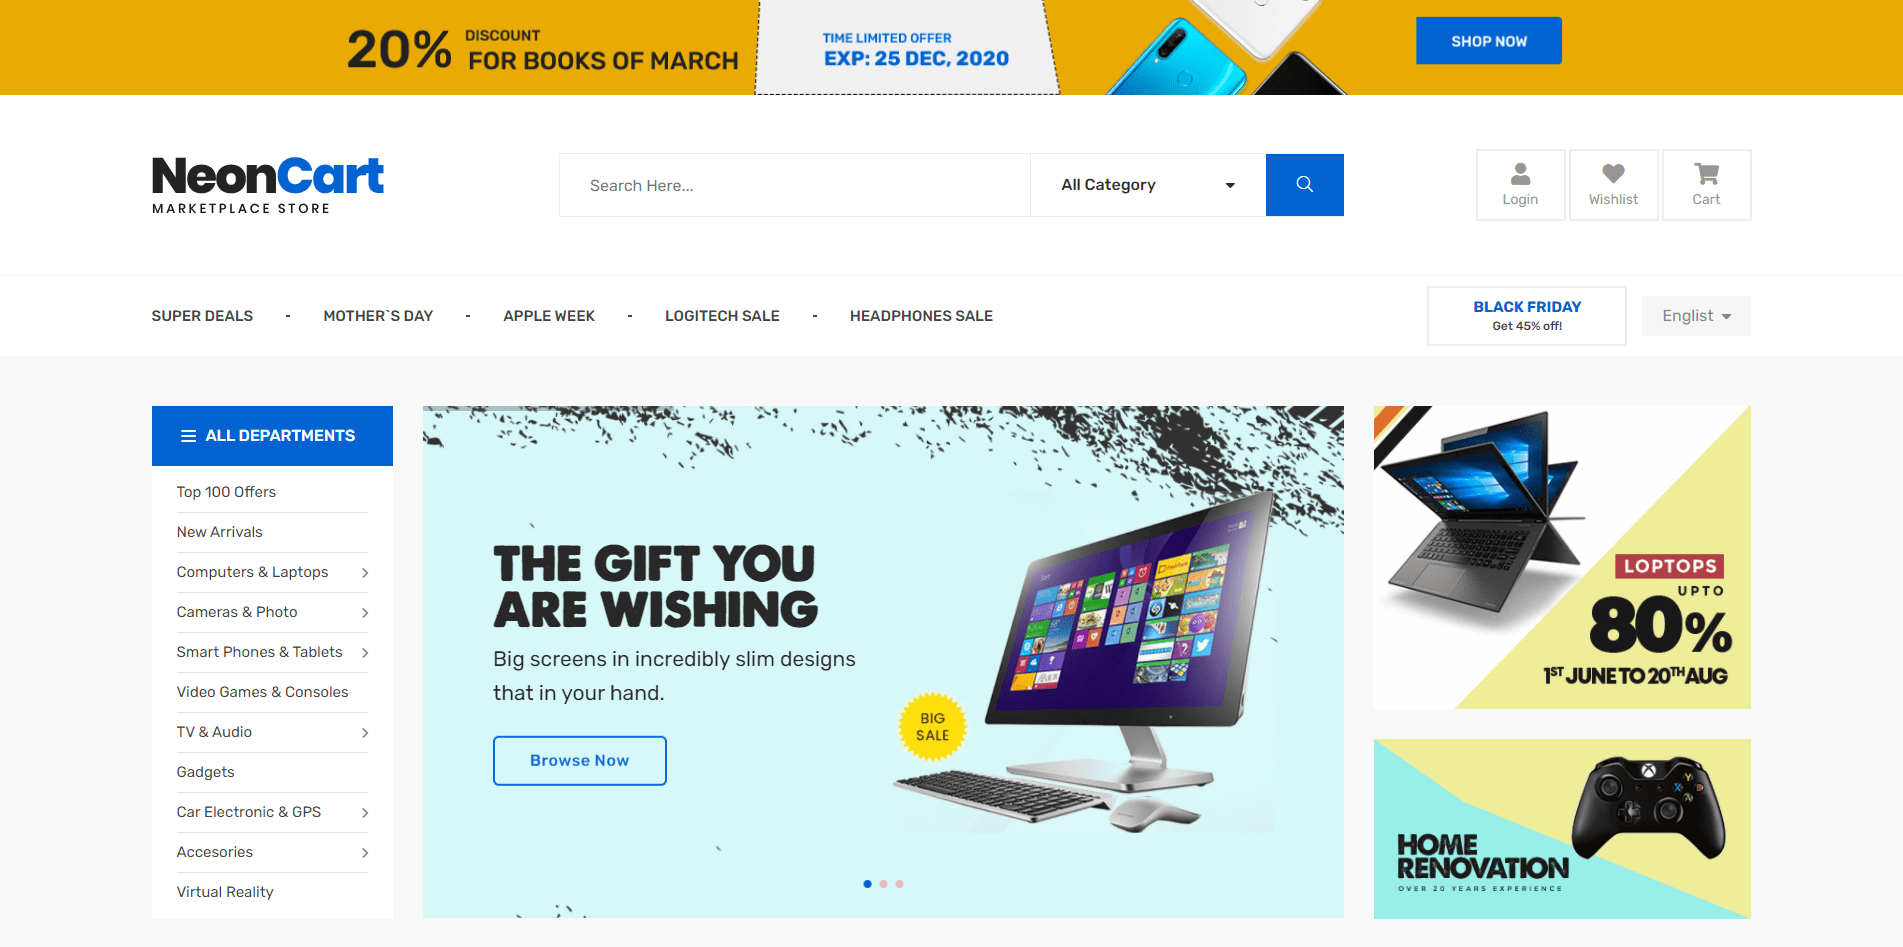 20% DISCOUNT
FOR BOOKS OF MARCH
TIME LIMITED OFFER
EXP: 25 DEC, 2020
SHOP NOW
NeonCart
MARKETPLACE STORE
Search Here...
All Category
Login
Wishlist
Cart
SUPER DEALS - MOTHER`S DAY - APPLE WEEK - LOGITECH SALE - HEADPHONES SALE
BLACK FRIDAY
Get 45% off!
Englist
ALL DEPARTMENTS
Top 100 Offers
New Arrivals
Computers & Laptops
Cameras & Photo
Smart Phones & Tablets
Video Games & Consoles
TV & Audio
Gadgets
Car Electronic & GPS
Accesories
Virtual Reality
THE GIFT YOU
ARE WISHING
Big screens in incredibly slim designs
that in your hand.
Browse Now
BIG
SALE
Start
LOPTOPS
UPTO
80%
1ST JUNE TO 20TH AUG
HOME
RENOVATION
OVER 20 YEARS EXPERIENCE